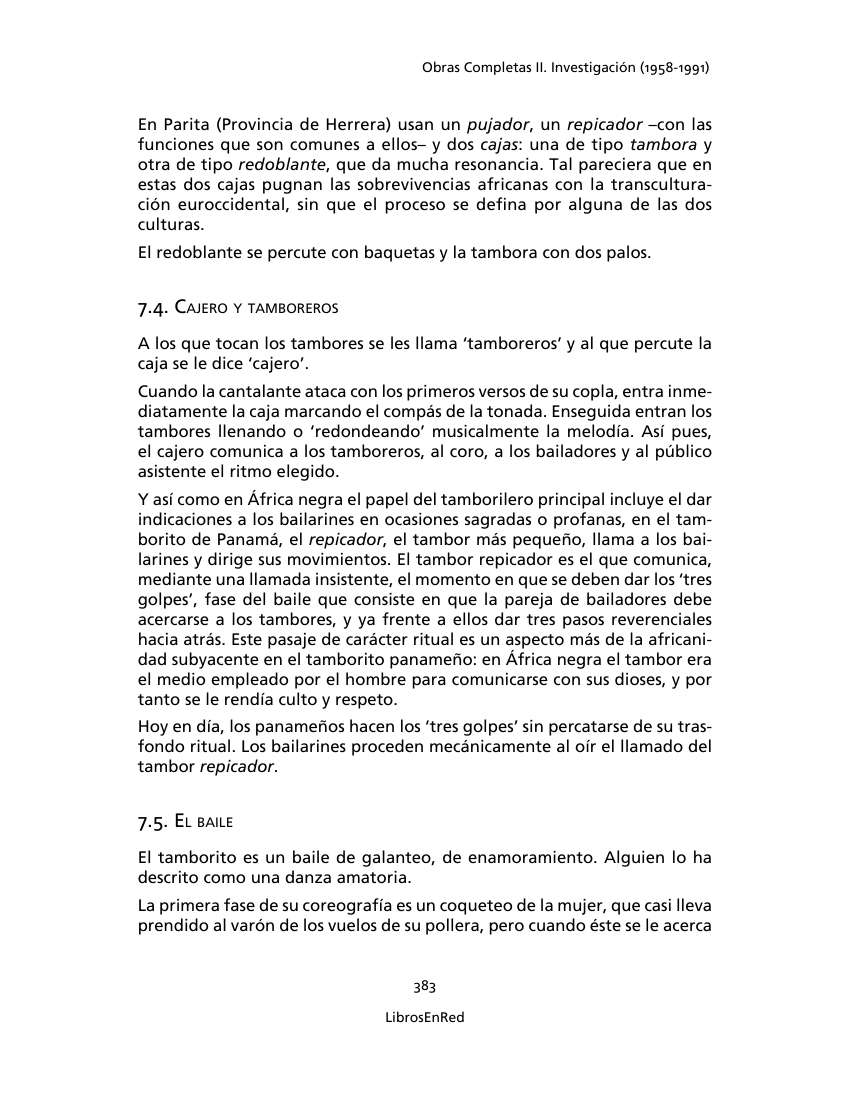 Obras Completas II. Investigación (1958-1991)
En Parita (Provincia de Herrera) usan un pujador, un repicador –con las
funciones que son comunes a ellos– y dos cajas: una de tipo tambora y
otra de tipo redoblante, que da mucha resonancia. Tal pareciera que en
estas dos cajas pugnan las sobrevivencias africanas con la transcultura-
ción euroccidental, sin que el proceso se defina por alguna de las dos
culturas.
El redoblante se percute con baquetas y la tambora con dos palos.
7.4. Cajero y tamboreros
A los que tocan los tambores se les llama ‘tamboreros’ y al que percute la
caja se le dice ‘cajero’.
Cuando la cantalante ataca con los primeros versos de su copla, entra inme-
diatamente la caja marcando el compás de la tonada. Enseguida entran los
tambores llenando o ‘redondeando’ musicalmente la melodía. Así pues,
el cajero comunica a los tamboreros, al coro, a los bailadores y al público
asistente el ritmo elegido.
Y así como en África negra el papel del tamborilero principal incluye el dar
indicaciones a los bailarines en ocasiones sagradas o profanas, en el tam-
borito de Panamá, el repicador, el tambor más pequeño, llama a los bai-
larines y dirige sus movimientos. El tambor repicador es el que comunica,
mediante una llamada insistente, el momento en que se deben dar los ‘tres
golpes’, fase del baile que consiste en que la pareja de bailadores debe
acercarse a los tambores, y ya frente a ellos dar tres pasos reverenciales
hacia atrás. Este pasaje de carácter ritual es un aspecto más de la africani-
dad subyacente en el tamborito panameño: en África negra el tambor era
el medio empleado por el hombre para comunicarse con sus dioses, y por
tanto se le rendía culto y respeto.
Hoy en día, los panameños hacen los ‘tres golpes’ sin percatarse de su tras-
fondo ritual. Los bailarines proceden mecánicamente al oír el llamado del
tambor repicador.
7.5. El baile
El tamborito es un baile de galanteo, de enamoramiento. Alguien lo ha
descrito como una danza amatoria.
La primera fase de su coreografía es un coqueteo de la mujer, que casi lleva
prendido al varón de los vuelos de su pollera, pero cuando éste se le acerca
383
LibrosEnRed